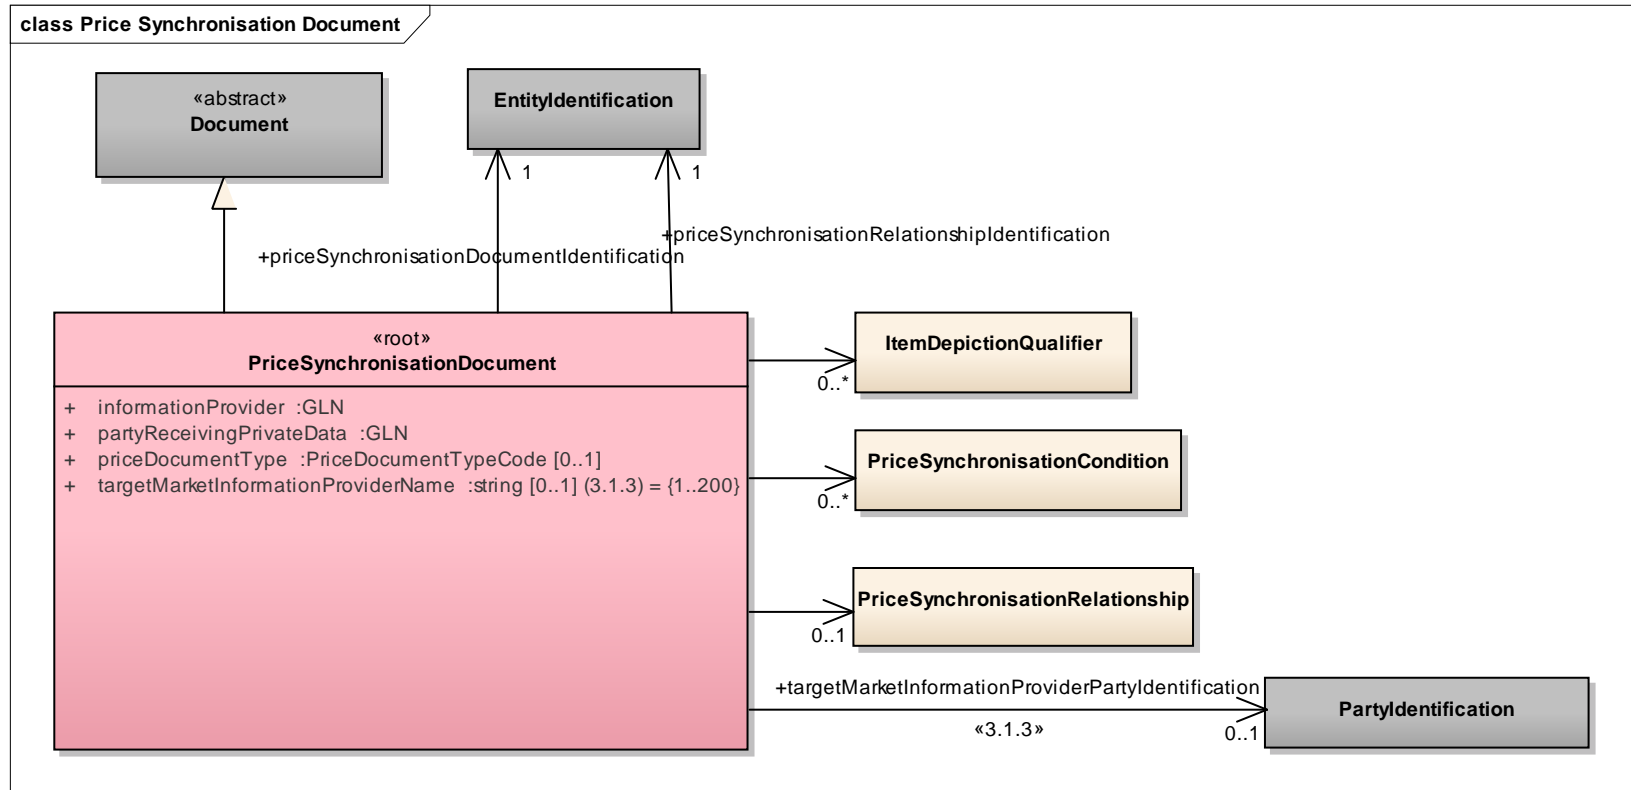 class Price Synchronisation Document
«abstract»
Document
EntityIdentification
1
1
+priceSynchronisationRelationshipIdentification
+priceSynchronisationDocumentIdentification
«root»
PriceSynchronisationDocument
+ informationProvider :GLN
+ partyReceivingPrivateData :GLN
+ priceDocumentType :PriceDocumentTypeCode [0..1]
+ targetMarketInformationProviderName :string [0..1] (3.1.3) = {1..200}
ItemDepictionQualifier
0..*
PriceSynchronisationCondition
0..*
PriceSynchronisationRelationship
0..1
+targetMarketInformationProviderPartyIdentification
«3.1.3»
0..1
PartyIdentification